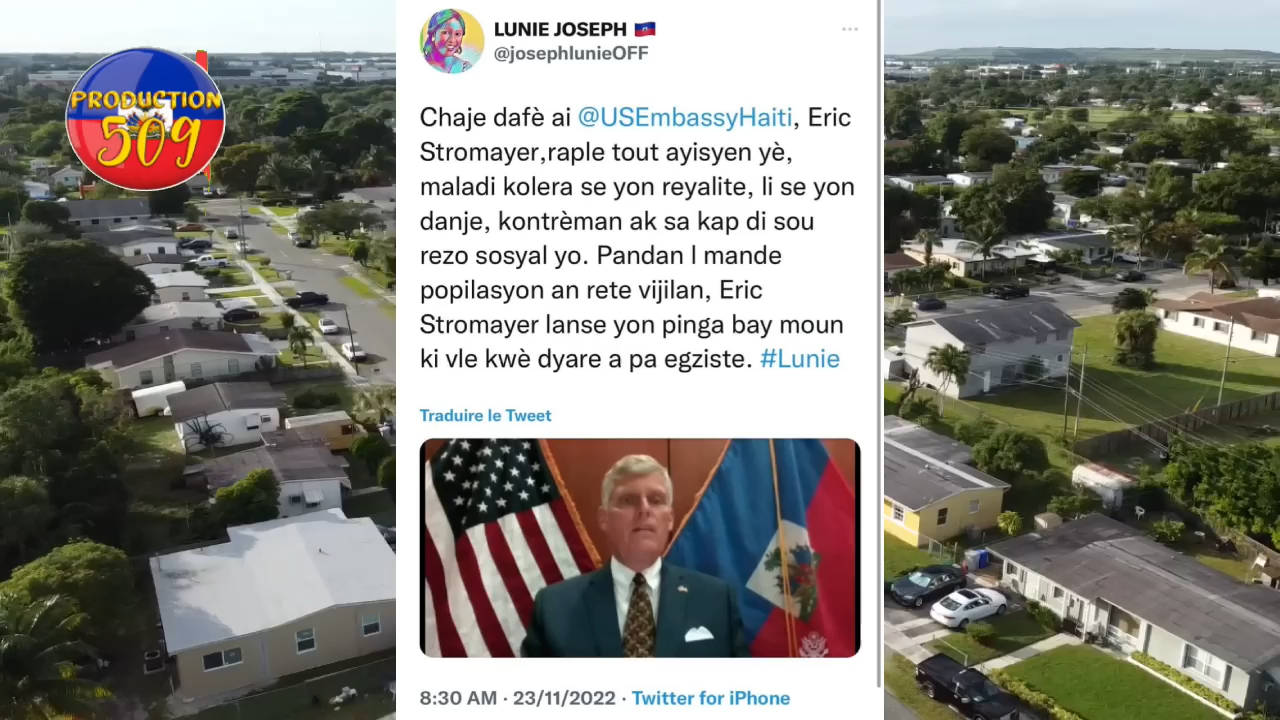 PRODUCTION
509
LUNIE JOSEPH 🇭🇹
@josephlunieOFF
Chaje dafè ai @USEmbassyHaiti, Eric
Stromayer,raple tout ayisyen yè,
maladi kolera se yon reyalite, li se yon
danje, kontrèman ak sa kap di sou
rezo sosyal yo. Pandan l mande
popilasyon an rete vijilan, Eric
Stromayer lanse yon pinga bay moun
ki vle kwè dyare a pa egziste. #Lunie
Traduire le Tweet
8:30 AM · 23/11/2022 · Twitter for iPhone